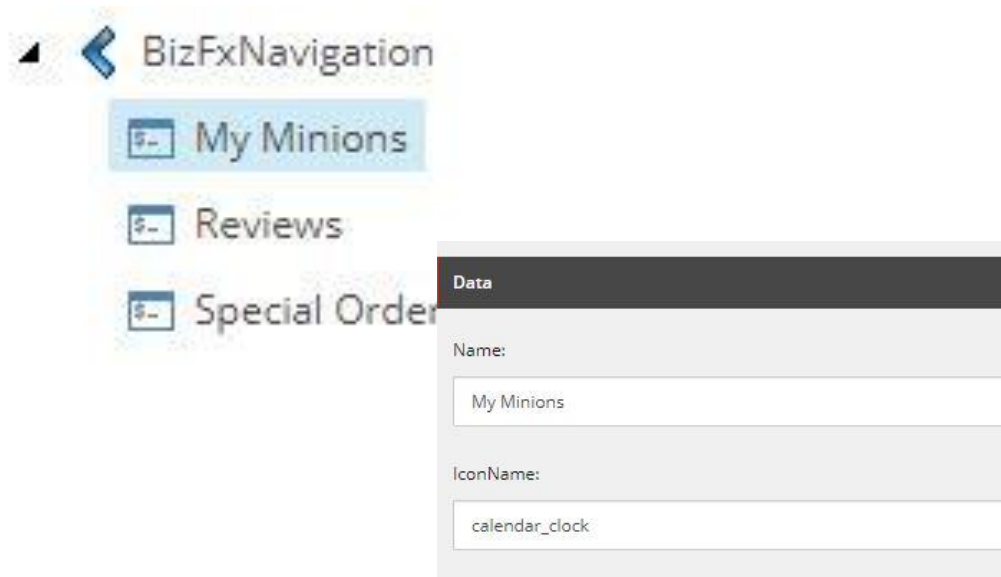 BizFxNavigation
My Minions
Reviews
Special Order
Data
Name:
My Minions
IconName:
calendar_clock